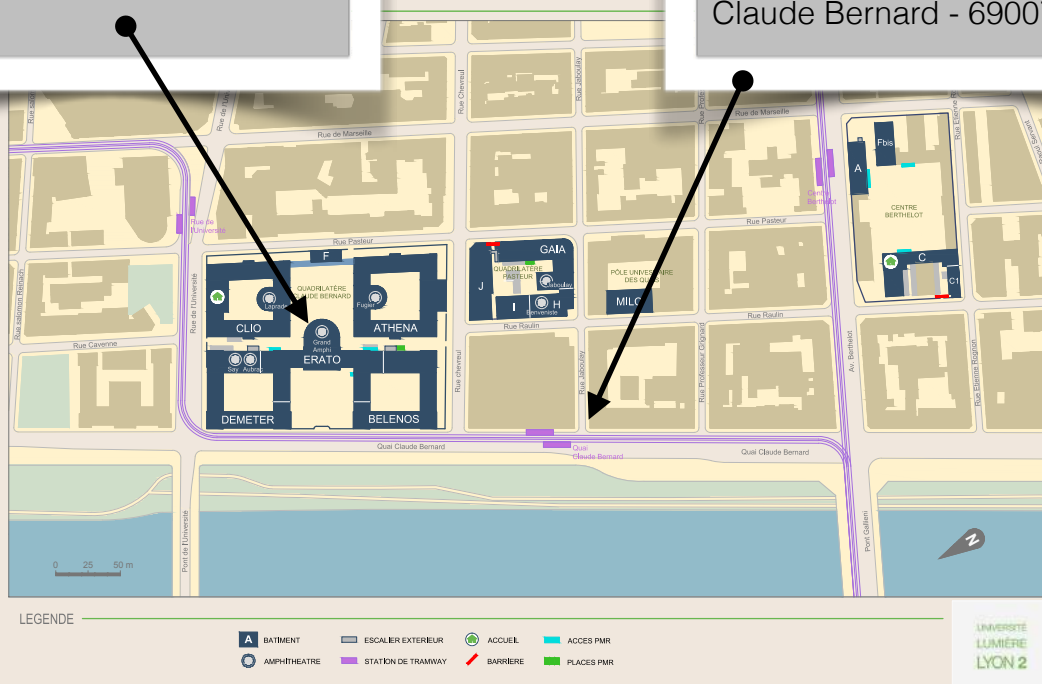 Claude Bernard - 6900
Rue Chevreul
Rue Jaboulay
Rue de Marseille
Rue de Marseille
Fbis
A
CENTRE
BERTHELOT
Centre
Berthelot
Rue de
l'Université
Rue Pasteur
Rue Pasteur
F
GAIA
QUADRILATÈRE
PASTEUR
J
Jaboulay
I
H
Benveniste
PÔLE UNIVERSITAIRE
DES QUAIS
MILC
C
C1
QUADRILATÈRE
CLAUDE BERNARD
Laprade
Fugier
CLIO
ATHENA
Grand
Amphi
ERATO
Say
Aubrac
DEMETER
BELENOS
Rue salomon Reinach
Rue de l'Université
Rue Cavenne
Rue Raulin
Rue Raulin
Rue chevreul
Rue Jaboulay
Rue Professeur Grignard
Av. Berthelot
Rue Etienne Rognon
Quai Claude Bernard
Quai
Claude Bernard
Quai Claude Bernard
Pont de l'Université
Pont Gallieni
0 25 50 m
N
LEGENDE
A BATIMENT
ESCALIER EXTERIEUR
ACCUEIL
ACCES PMR
AMPHITHEATRE
STATION DE TRAMWAY
BARRIERE
PLACES PMR
UNIVERSITÉ
LUMIÈRE
LYON 2